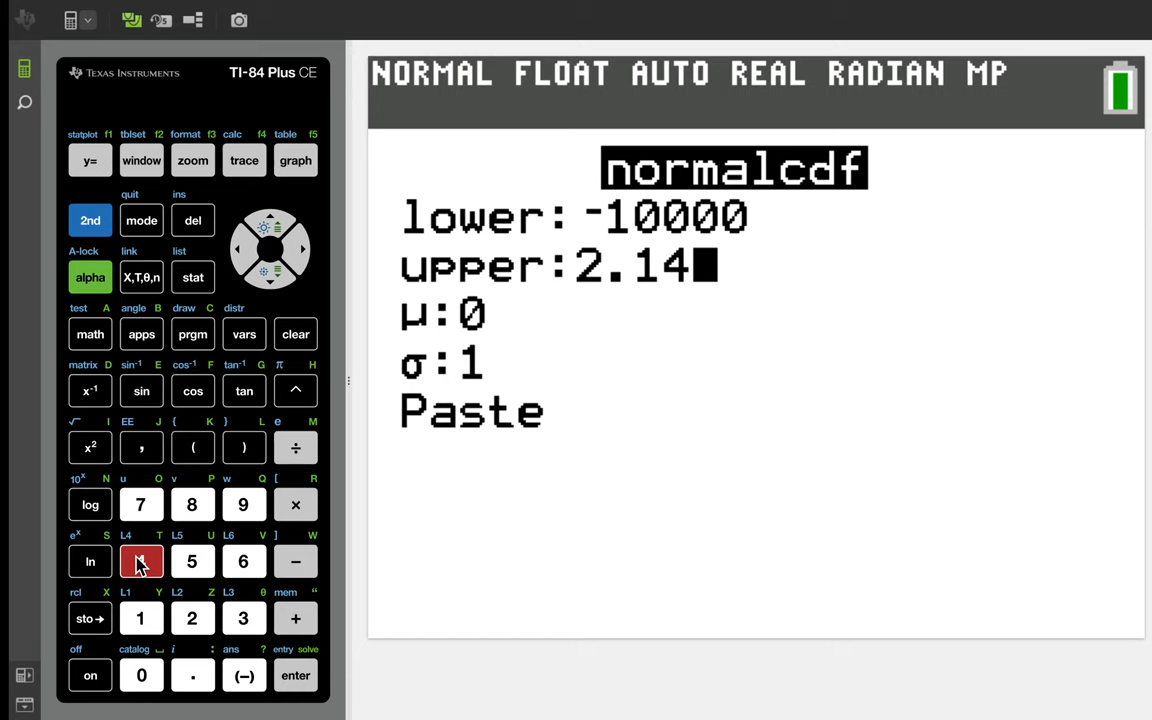 TEXAS INSTRUMENTS TI-84 Plus CE
NORMAL FLOAT AUTO REAL RADIAN MP
normalcdf
lower: -10000
upper:2.14
μ:0
σ:1
Paste
statplot f1 tblset f2 format f3 calc f4 table f5
y= window zoom trace graph
quit ins
2nd mode del
A-lock link list
alpha X,T,θ,n stat
test A angle B draw C distr
math apps prgm vars clear
matrix D sin⁻¹ E cos⁻¹ F tan⁻¹ G π H
x⁻¹ sin cos tan ^
√ I EE J { K } L e M
x² , ( ) ÷
10ˣ N u O v P w Q [ R
log 7 8 9 ×
eˣ S L4 T L5 U L6 V ] W
ln 5 6 −
rcl X L1 Y L2 Z L3 θ mem "
sto→ 1 2 3 +
off catalog ⎵ i : ans ? entry solve
on 0 . (−) enter